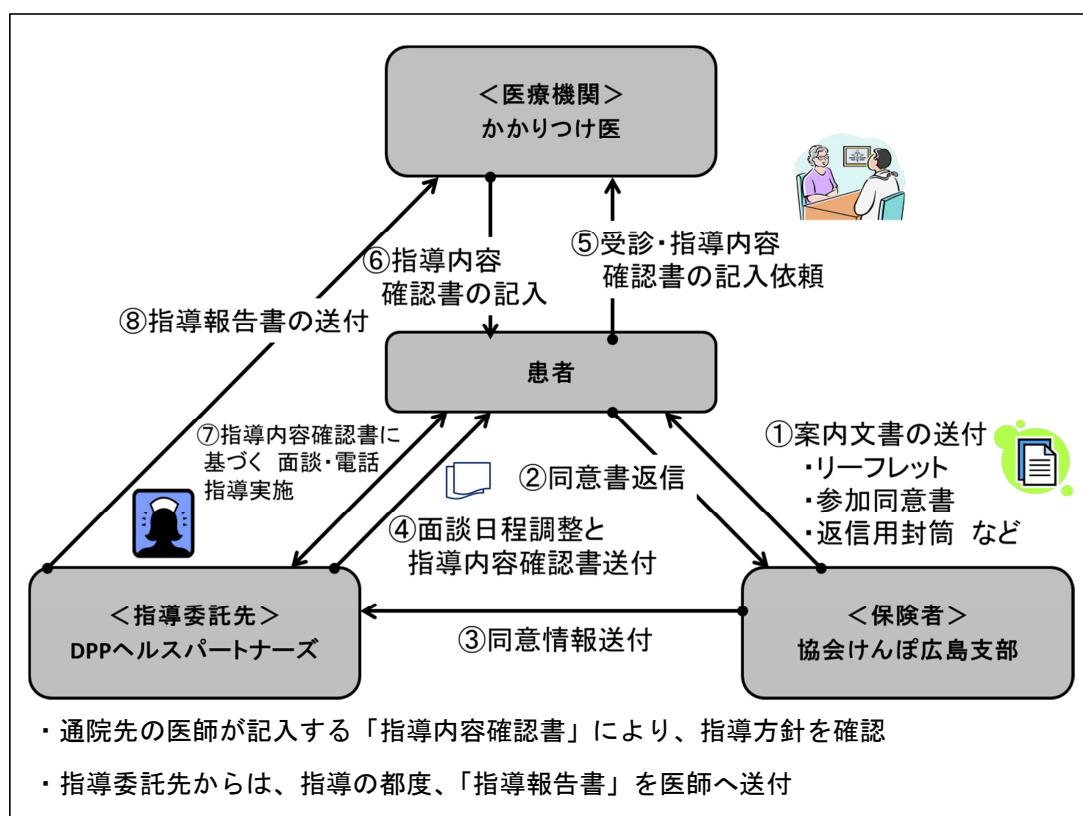 ＜医療機関＞
かかりつけ医
⑥指導内容
確認書の記入
⑤受診・指導内容
確認書の記入依頼
⑧指導報告書の送付
患者
⑦指導内容確認書に
基づく 面談・電話
指導実施
②同意書返信
①案内文書の送付
・リーフレット
・参加同意書
・返信用封筒 など
④面談日程調整と
指導内容確認書送付
＜指導委託先＞
DPPヘルスパートナーズ
③同意情報送付
＜保険者＞
協会けんぽ広島支部
・通院先の医師が記入する「指導内容確認書」により、指導方針を確認
・指導委託先からは、指導の都度、「指導報告書」を医師へ送付